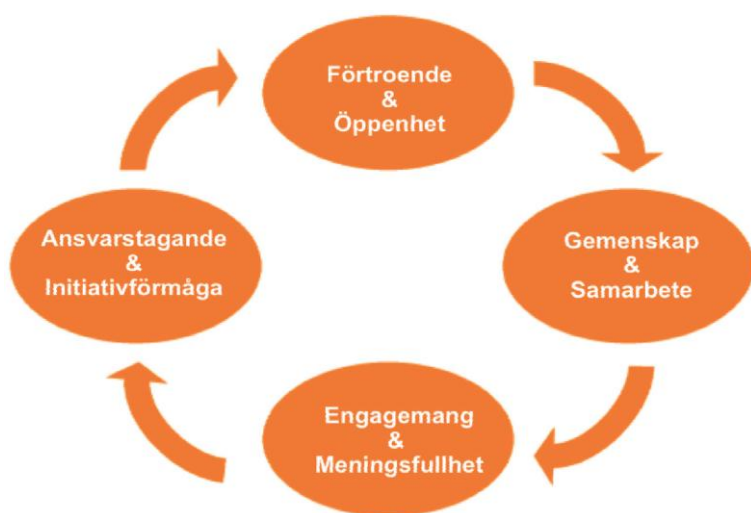 Förtroende
&
Öppenhet
Gemenskap
&
Samarbete
Engagemang
&
Meningsfullhet
Ansvarstagande
&
Initiativförmåga